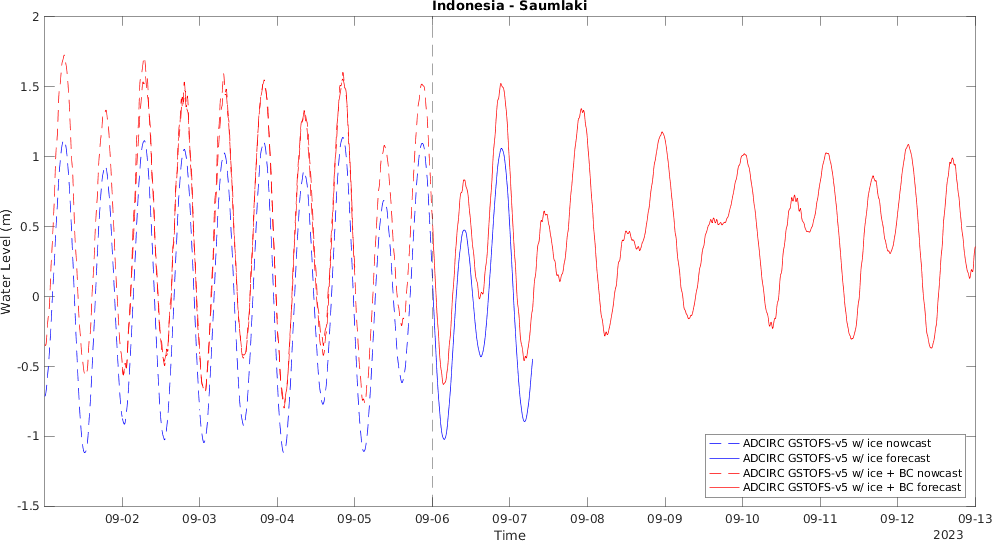 Indonesia - Saumlaki
Water Level (m)
2
1.5
1
0.5
0
-0.5
-1
-1.5
ADCIRC GSTOFS-v5 w/ ice nowcast
ADCIRC GSTOFS-v5 w/ ice forecast
ADCIRC GSTOFS-v5 w/ ice + BC nowcast
ADCIRC GSTOFS-v5 w/ ice + BC forecast
09-02 09-03 09-04 09-05 09-06 09-07 09-08 09-09 09-10 09-11 09-12 09-13
Time
2023